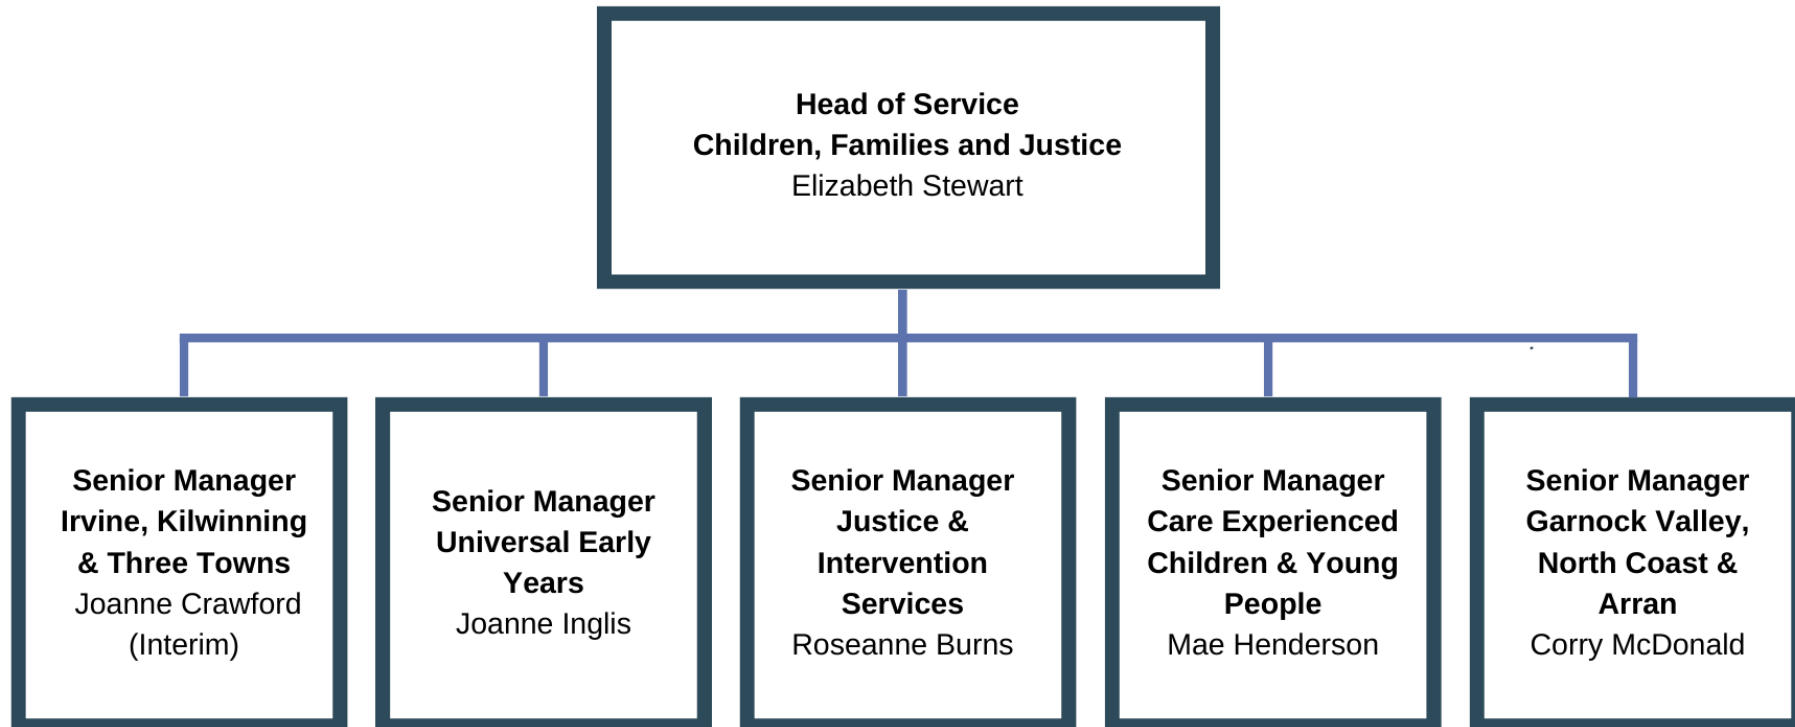 Head of Service
Children, Families and Justice
Elizabeth Stewart
Senior Manager
Irvine, Kilwinning
& Three Towns
Joanne Crawford
(Interim)
Senior Manager
Universal Early
Years
Joanne Inglis
Senior Manager
Justice &
Intervention
Services
Roseanne Burns
Senior Manager
Care Experienced
Children & Young
People
Mae Henderson
Senior Manager
Garnock Valley,
North Coast &
Arran
Corry McDonald